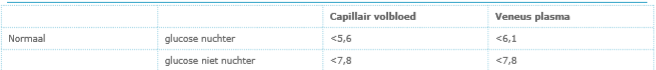 Capillair volbloed Veneus plasma
Normaal glucose nuchter <5,6 <6,1
glucose niet nuchter <7,8 <7,8